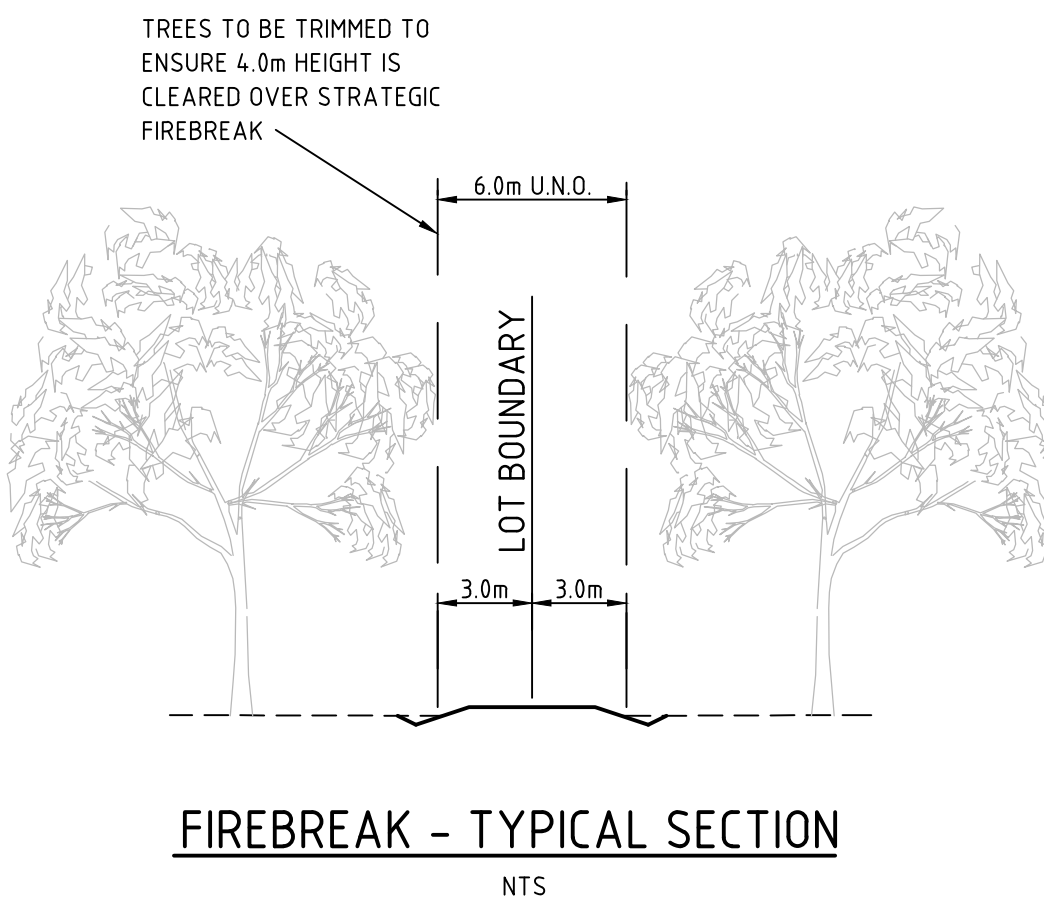 TREES TO BE TRIMMED TO
ENSURE 4.0m HEIGHT IS
CLEARED OVER STRATEGIC
FIREBREAK
6.0m U.N.O.
LOT BOUNDARY
3.0m
3.0m
FIREBREAK - TYPICAL SECTION
NTS